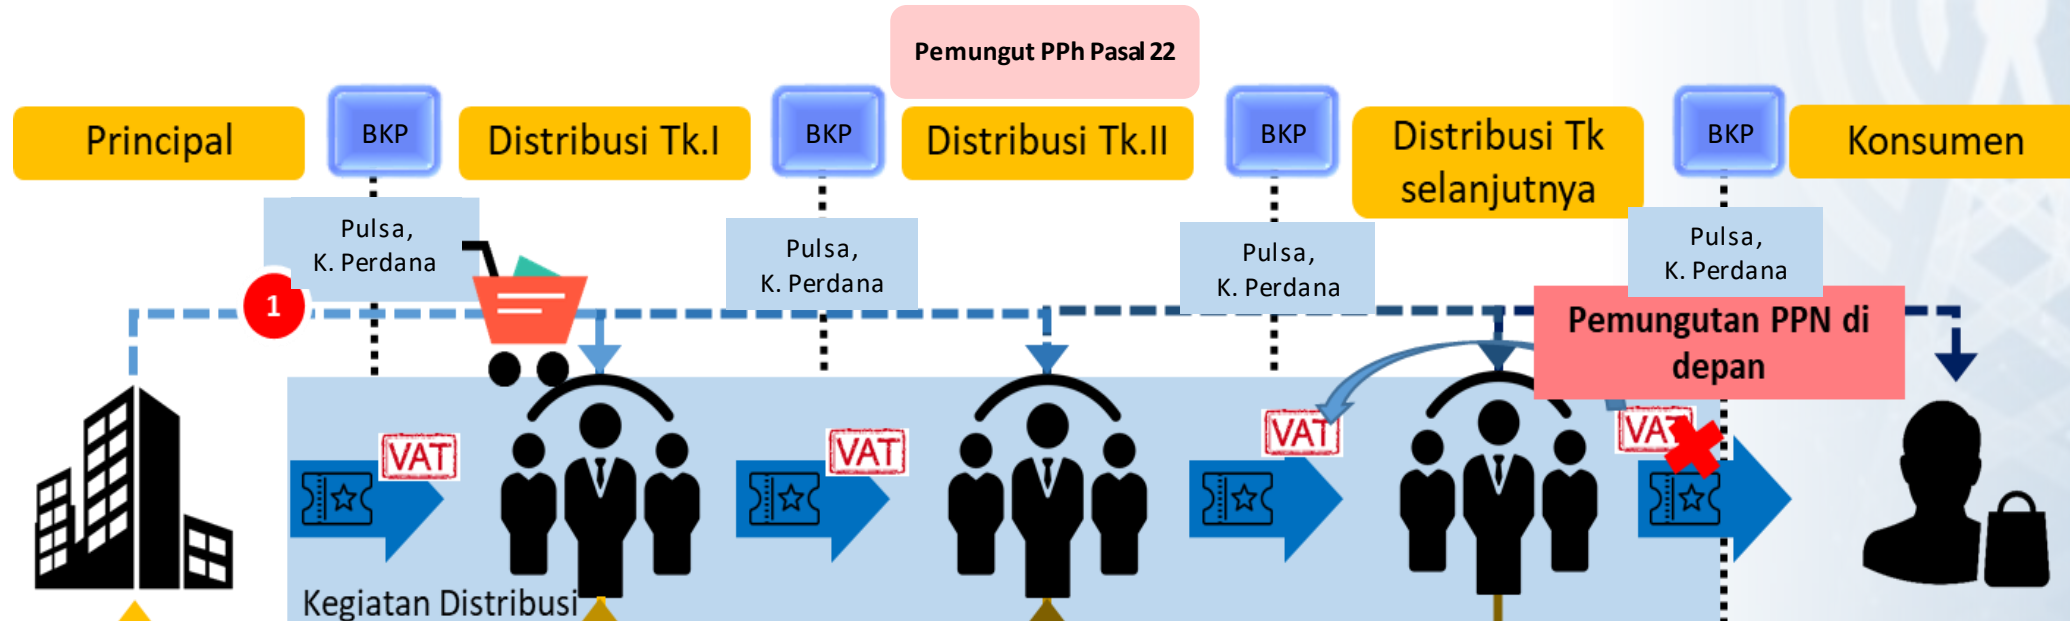 Pemungut PPh Pasal 22
Principal
BKP
Distribusi Tk.I
BKP
Distribusi Tk.II
BKP
Distribusi Tk
selanjutnya
BKP
Konsumen
Pulsa,
K. Perdana
Pulsa,
K. Perdana
Pulsa,
K. Perdana
Pulsa,
K. Perdana
1
Pemungutan PPN di
depan
VAT
VAT
VAT
VAT
Kegiatan Distribusi